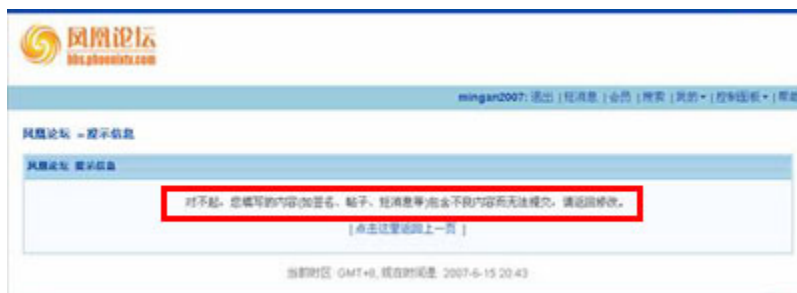 凤凰论坛
bbs.phoenixtv.com
mingan2007: 退出 | 短消息 | 会员 | 搜索 | 我的 | 控制面板 | 帮助
凤凰论坛 » 提示信息
凤凰论坛 提示信息
对不起，您填写的内容(如签名、帖子、短消息等)包含不良内容而无法提交，请返回修改。
[ 点击这里返回上一页 ]
当前时区 GMT+8, 现在时间是 2007-6-15 20:43